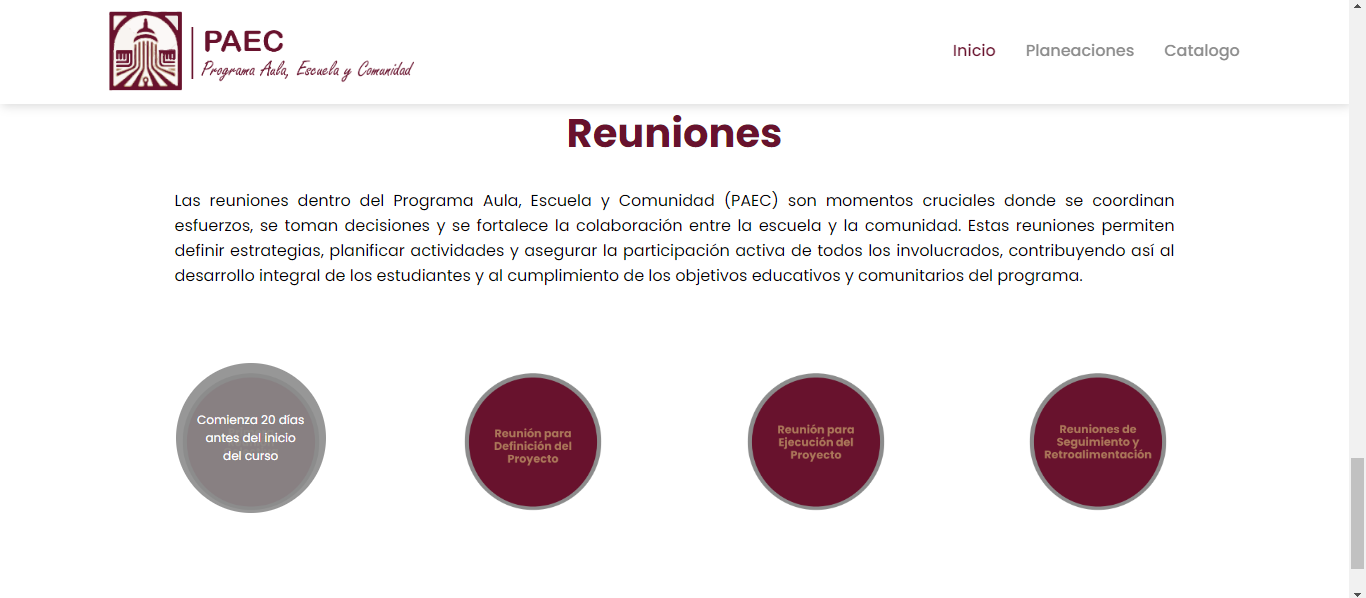 PAEC
Programa Aula, Escuela y Comunidad
Inicio
Planeaciones
Catalogo
Reuniones
Las reuniones dentro del Programa Aula, Escuela y Comunidad (PAEC) son momentos cruciales donde se coordinan
esfuerzos, se toman decisiones y se fortalece la colaboración entre la escuela y la comunidad. Estas reuniones permiten
definir estrategias, planificar actividades y asegurar la participación activa de todos los involucrados, contribuyendo así al
desarrollo integral de los estudiantes y al cumplimiento de los objetivos educativos y comunitarios del programa.
Comienza 20 días
antes del inicio
del curso
Reunión para
Definición del
Proyecto
Reunión para
Ejecución del
Proyecto
Reuniones de
Seguimiento y
Retroalimentación